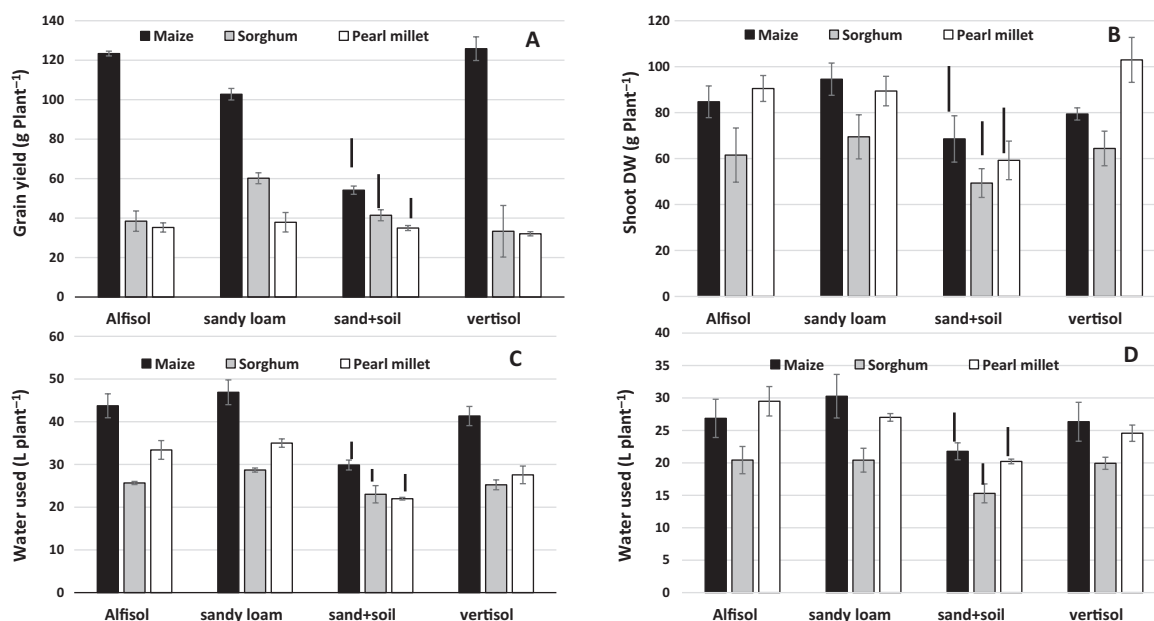 Grain yield (g Plant⁻¹)
140
120
100
80
60
40
20
0
Maize Sorghum Pearl millet
A
Alfisol sandy loam sand+soil vertisol
Shoot DW (g Plant⁻¹)
120
100
80
60
40
20
0
Maize Sorghum Pearl millet
B
Alfisol sandy loam sand+soil vertisol
Water used (L plant⁻¹)
60
50
40
30
20
10
0
Maize Sorghum Pearl millet
C
Alfisol sandy loam sand+soil vertisol
Water used (L plant⁻¹)
40
35
30
25
20
15
10
5
0
Maize Sorghum Pearl millet
D
Alfisol sandy loam sand+soil vertisol